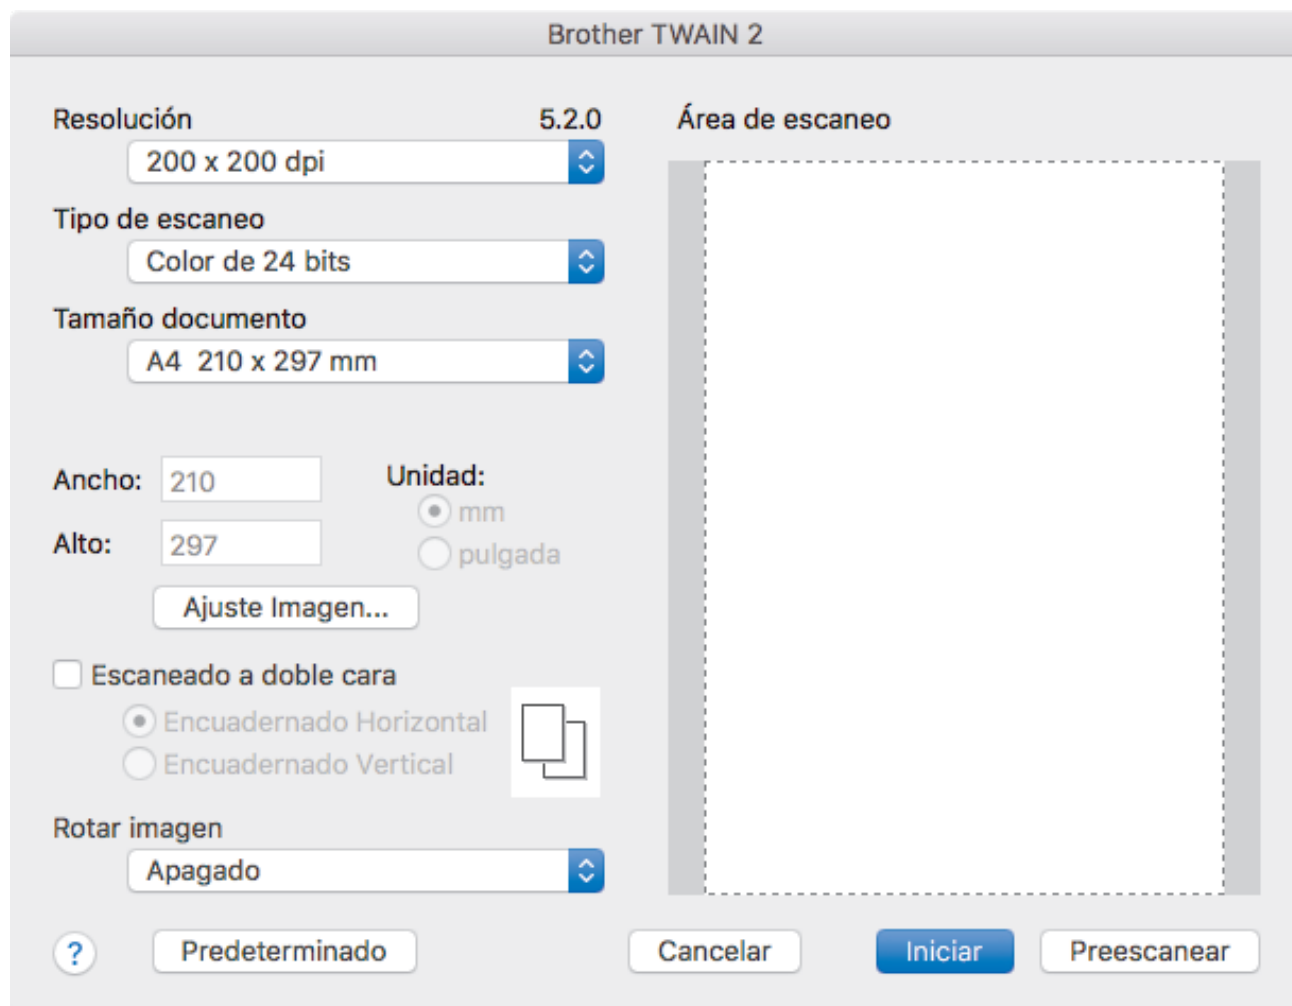 Brother TWAIN 2
Resolución 5.2.0
200 x 200 dpi
Tipo de escaneo
Color de 24 bits
Tamaño documento
A4 210 x 297 mm
Ancho: 210
Alto: 297
Unidad:
mm
pulgada
Ajuste Imagen...
Escaneado a doble cara
Encuadernado Horizontal
Encuadernado Vertical
Rotar imagen
Apagado
Área de escaneo
? Predeterminado Cancelar Iniciar Preescanear